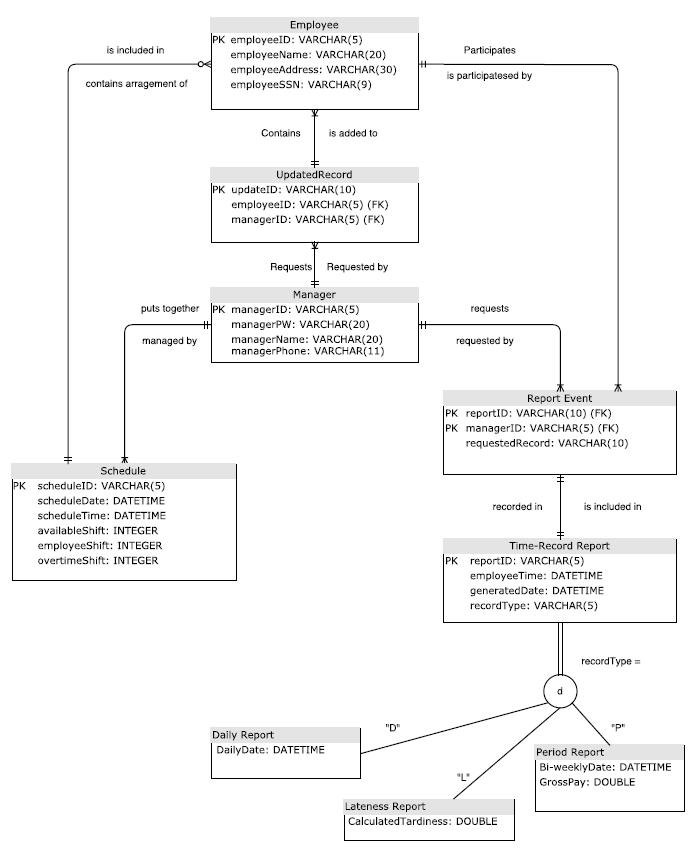 Employee
PK employeeID: VARCHAR(5)
employeeName: VARCHAR(20)
employeeAddress: VARCHAR(30)
employeeSSN: VARCHAR(9)
is included in
contains arragement of
Participates
is participatesed by
Contains
is added to
UpdatedRecord
PK updateID: VARCHAR(10)
employeeID: VARCHAR(5) (FK)
managerID: VARCHAR(5) (FK)
Requests
Requested by
Manager
PK managerID: VARCHAR(5)
managerPW: VARCHAR(20)
managerName: VARCHAR(20)
managerPhone: VARCHAR(11)
puts together
managed by
requests
requested by
Report Event
PK reportID: VARCHAR(10) (FK)
PK managerID: VARCHAR(5) (FK)
requestedRecord: VARCHAR(10)
Schedule
PK scheduleID: VARCHAR(5)
scheduleDate: DATETIME
scheduleTime: DATETIME
availableShift: INTEGER
employeeShift: INTEGER
overtimeShift: INTEGER
recorded in
is included in
Time-Record Report
PK reportID: VARCHAR(5)
employeeTime: DATETIME
generatedDate: DATETIME
recordType: VARCHAR(5)
recordType =
d
"D"
"L"
"P"
Daily Report
DailyDate: DATETIME
Period Report
Bi-weeklyDate: DATETIME
GrossPay: DOUBLE
Lateness Report
CalculatedTardiness: DOUBLE